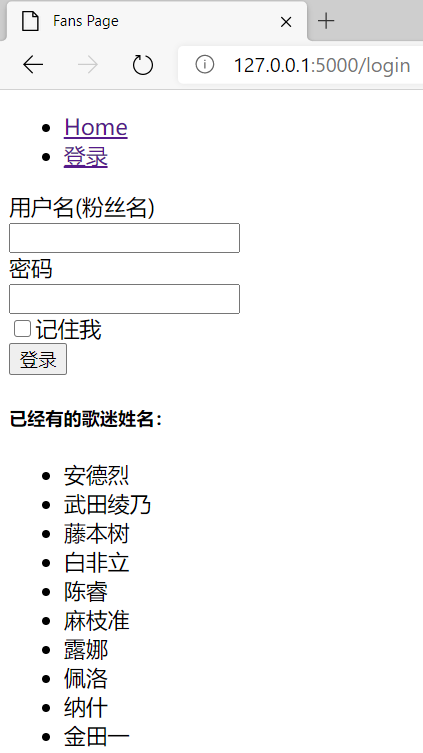 Fans Page
127.0.0.1:5000/login
Home
登录
用户名(粉丝名)
密码
记住我
登录
已经有的歌迷姓名：
安德烈
武田绫乃
藤本树
白非立
陈睿
麻枝准
露娜
佩洛
纳什
金田一